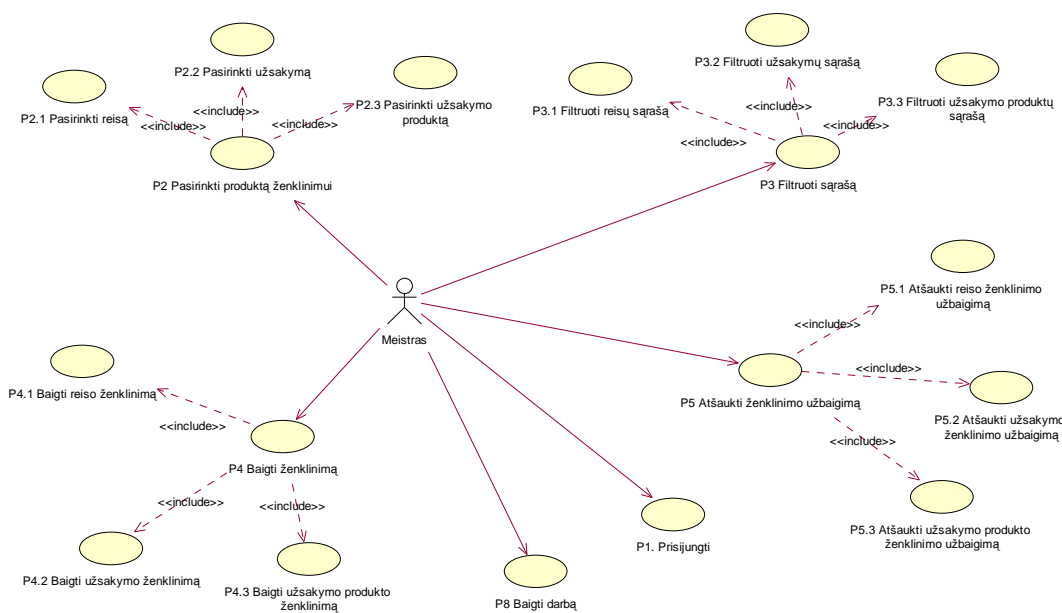 P2.2 Pasirinkti užsakymą
P2.1 Pasirinkti reisą
<<include>>
<<include>>
<<include>>
P2.3 Pasirinkti užsakymo
produktą
P2 Pasirinkti produktą ženklinimui
P3.2 Filtruoti užsakymų sąrašą
P3.1 Filtruoti reisų sąrašą
<<include>>
<<include>>
<<include>>
P3.3 Filtruoti užsakymo produktų
sąrašą
P3 Filtruoti sąrašą
Meistras
P5.1 Atšaukti reiso ženklinimo
užbaigimą
<<include>>
<<include>>
P5 Atšaukti ženklinimo užbaigimą
P5.2 Atšaukti užsakymo
ženklinimo užbaigimą
<<include>>
P5.3 Atšaukti užsakymo produkto
ženklinimo užbaigimą
P4.1 Baigti reiso ženklinimą
<<include>>
P4 Baigti ženklinimą
<<include>>
<<include>>
P4.2 Baigti užsakymo ženklinimą
P4.3 Baigti užsakymo produkto
ženklinimą
P1. Prisijungti
P8 Baigti darbą